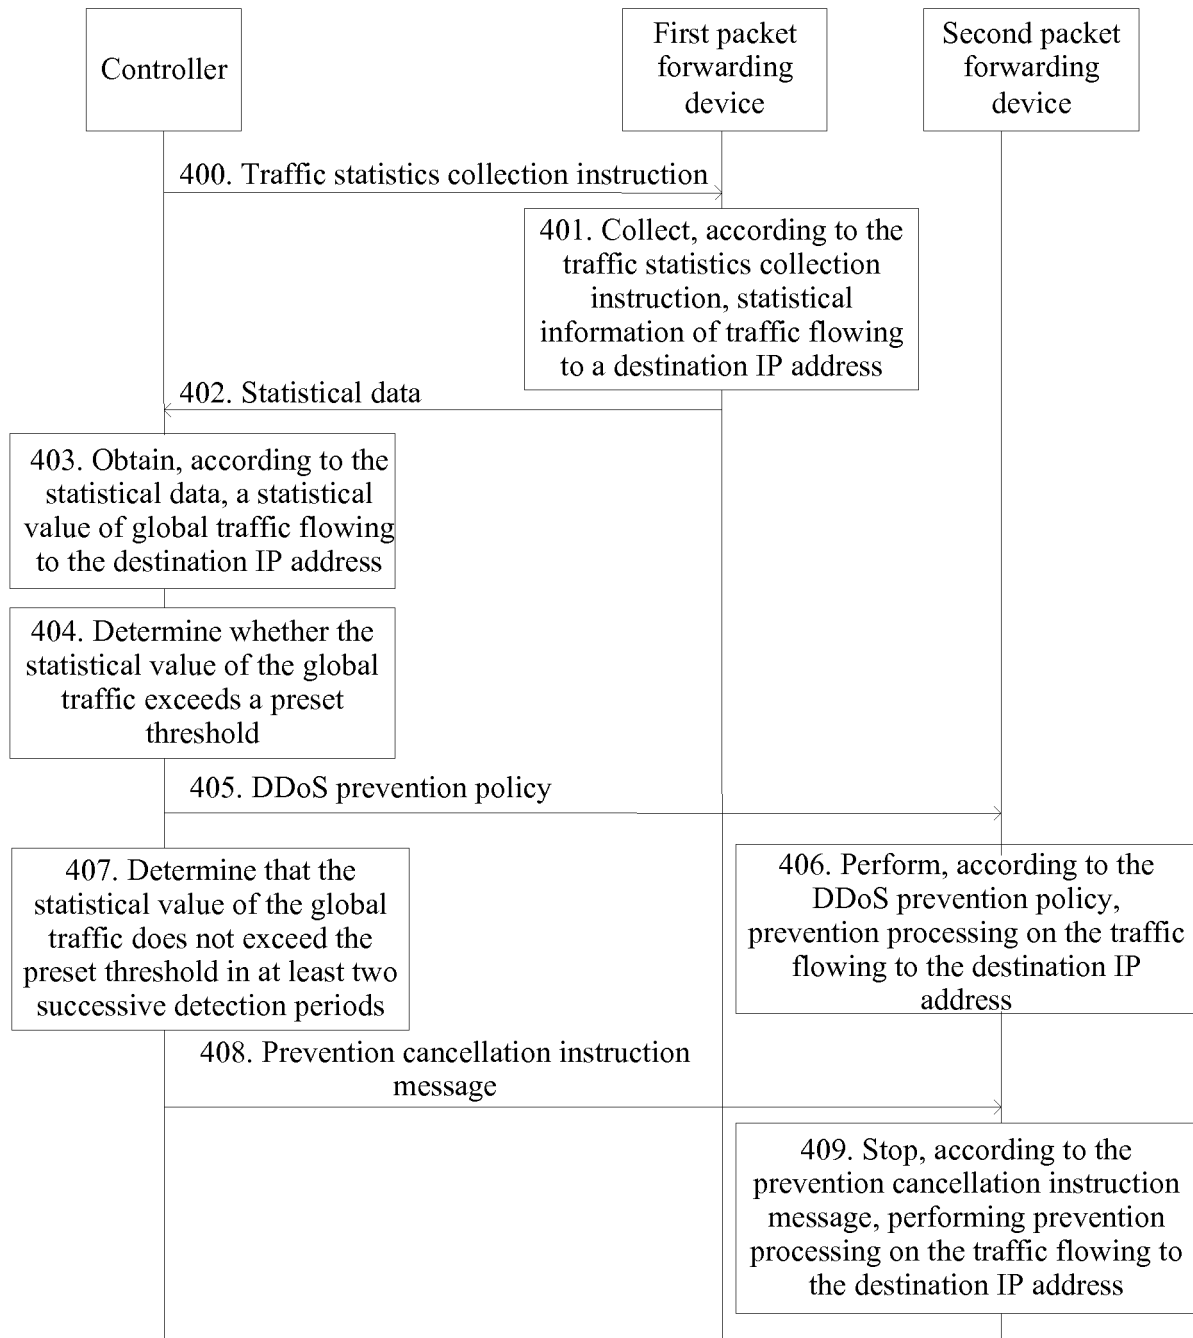 Controller
First packet
forwarding
device
Second packet
forwarding
device
400. Traffic statistics collection instruction
401. Collect, according to the
traffic statistics collection
instruction, statistical
information of traffic flowing
to a destination IP address
402. Statistical data
403. Obtain, according to the
statistical data, a statistical
value of global traffic flowing
to the destination IP address
404. Determine whether the
statistical value of the global
traffic exceeds a preset
threshold
405. DDoS prevention policy
406. Perform, according to the
DDoS prevention policy,
prevention processing on the traffic
flowing to the destination IP
address
407. Determine that the
statistical value of the global
traffic does not exceed the
preset threshold in at least two
successive detection periods
408. Prevention cancellation instruction
message
409. Stop, according to the
prevention cancellation instruction
message, performing prevention
processing on the traffic flowing to
the destination IP address